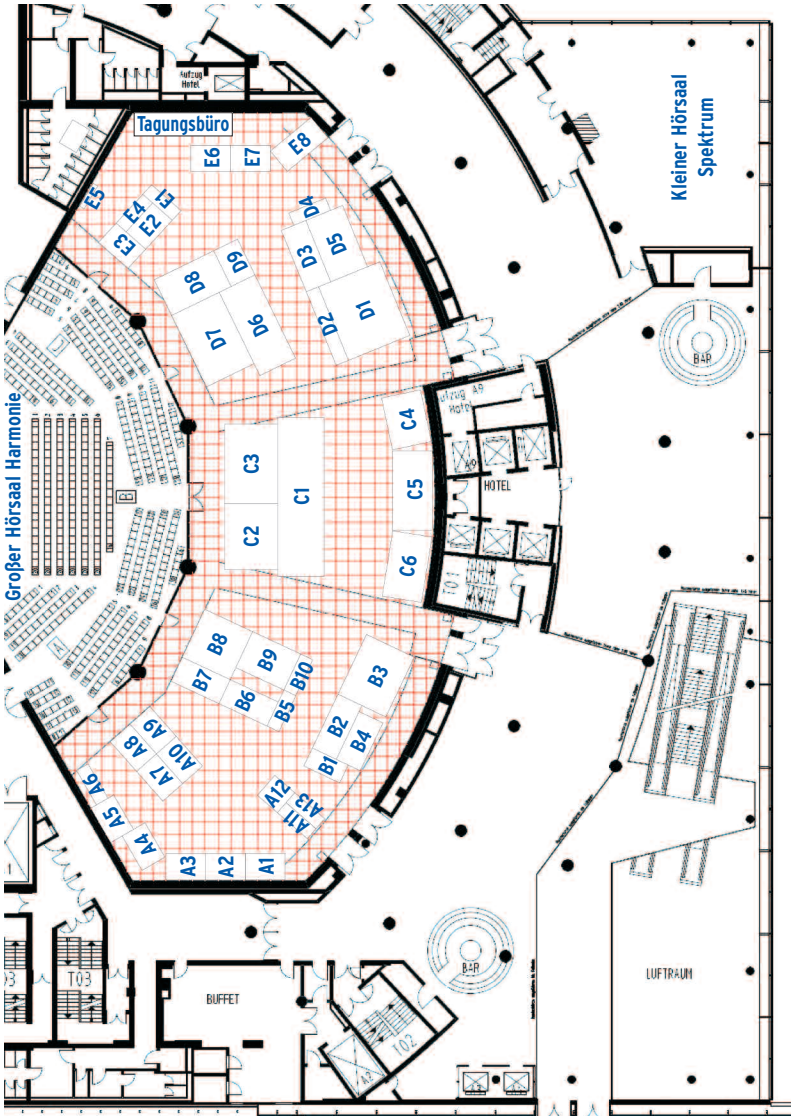 Aufzug
Hotel
Tagungsbüro
Kleiner Hörsaal
Spektrum
Großer Hörsaal Harmonie
E1
E2
E3
E4
E5
E6
E7
E8
D1
D2
D3
D4
D5
D6
D7
D8
D9
C1
C2
C3
C4
C5
C6
HOTEL
BAR
A
B
C
B1
B2
B3
B4
B5
B6
B7
B8
B9
B10
A1
A2
A3
A4
A5
A6
A7
A8
A9
A10
A11
A12
A13
T03
BUFFET
BAR
T02
A2
LUFTRAUM